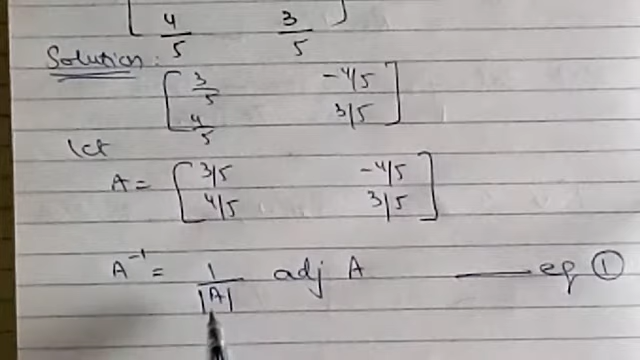 4/5 3/5
Solution:
3/5 -4/5
4/5 3/5
let
A = 3/5 -4/5
4/5 3/5
A⁻¹ = 1/|A| adj A —— eq ①